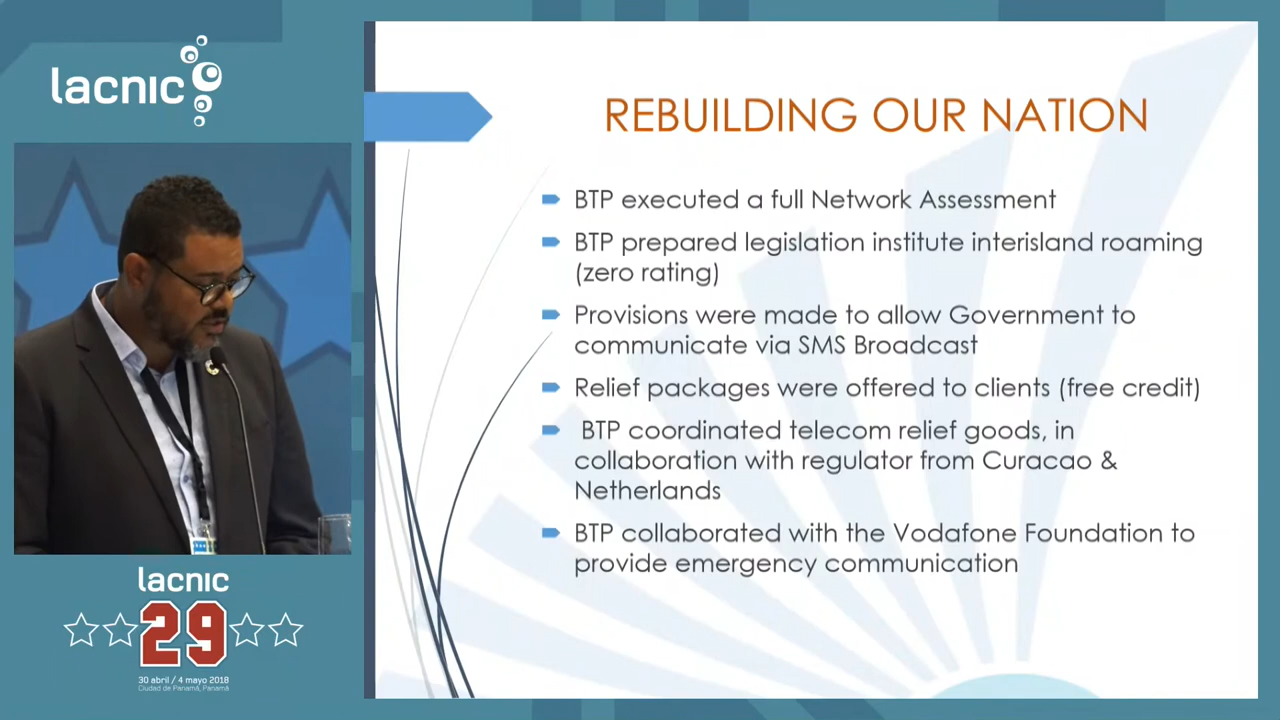 lacnic
REBUILDING OUR NATION
BTP executed a full Network Assessment
BTP prepared legislation institute interisland roaming
(zero rating)
Provisions were made to allow Government to
communicate via SMS Broadcast
Relief packages were offered to clients (free credit)
BTP coordinated telecom relief goods, in
collaboration with regulator from Curacao &
Netherlands
BTP collaborated with the Vodafone Foundation to
provide emergency communication
lacnic
29
30 abril / 4 mayo 2018
Ciudad de Panamá, Panamá